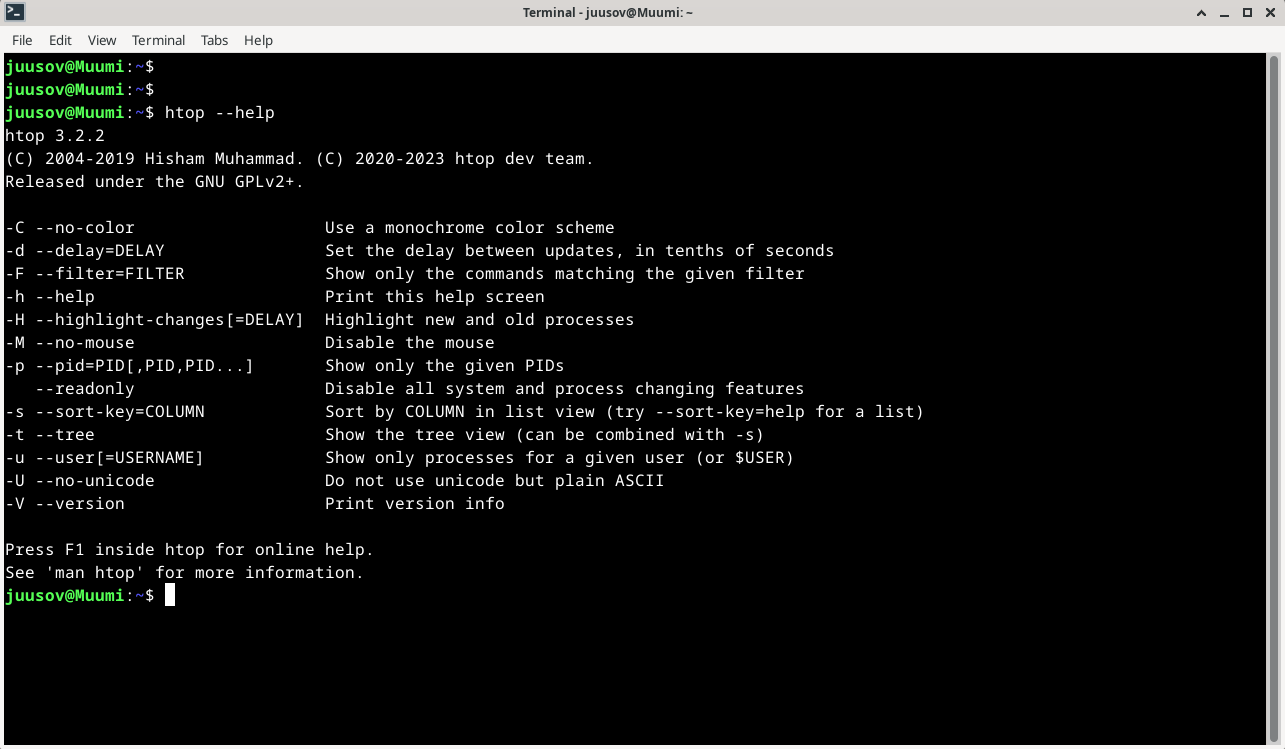 Terminal - juusov@Muumi: ~
File Edit View Terminal Tabs Help
juusov@Muumi:~$
juusov@Muumi:~$
juusov@Muumi:~$ htop --help
htop 3.2.2
(C) 2004-2019 Hisham Muhammad. (C) 2020-2023 htop dev team.
Released under the GNU GPLv2+.

-C --no-color                   Use a monochrome color scheme
-d --delay=DELAY                Set the delay between updates, in tenths of seconds
-F --filter=FILTER              Show only the commands matching the given filter
-h --help                       Print this help screen
-H --highlight-changes[=DELAY]  Highlight new and old processes
-M --no-mouse                   Disable the mouse
-p --pid=PID[,PID,PID...]       Show only the given PIDs
   --readonly                   Disable all system and process changing features
-s --sort-key=COLUMN            Sort by COLUMN in list view (try --sort-key=help for a list)
-t --tree                       Show the tree view (can be combined with -s)
-u --user[=USERNAME]            Show only processes for a given user (or $USER)
-U --no-unicode                 Do not use unicode but plain ASCII
-V --version                    Print version info

Press F1 inside htop for online help.
See 'man htop' for more information.
juusov@Muumi:~$